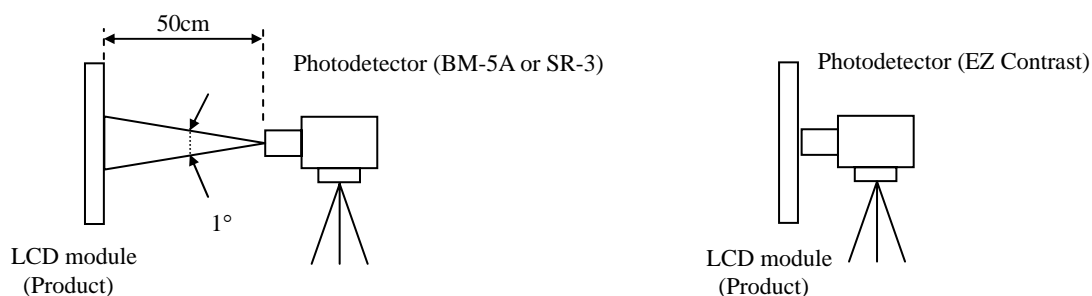 50cm
Photodetector (BM-5A or SR-3)
1°
LCD module
(Product)
Photodetector (EZ Contrast)
LCD module
(Product)